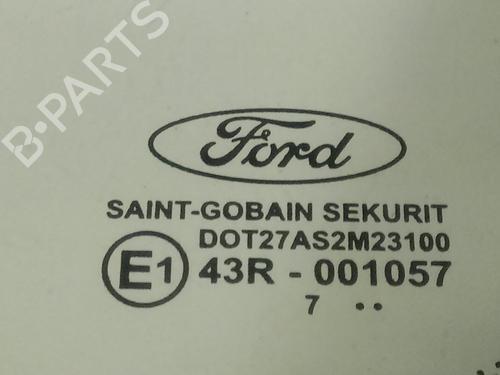 B-PARTS
Ford
SAINT-GOBAIN SEKURIT
DOT27AS2M23100
E1 43R - 001057
7 ..